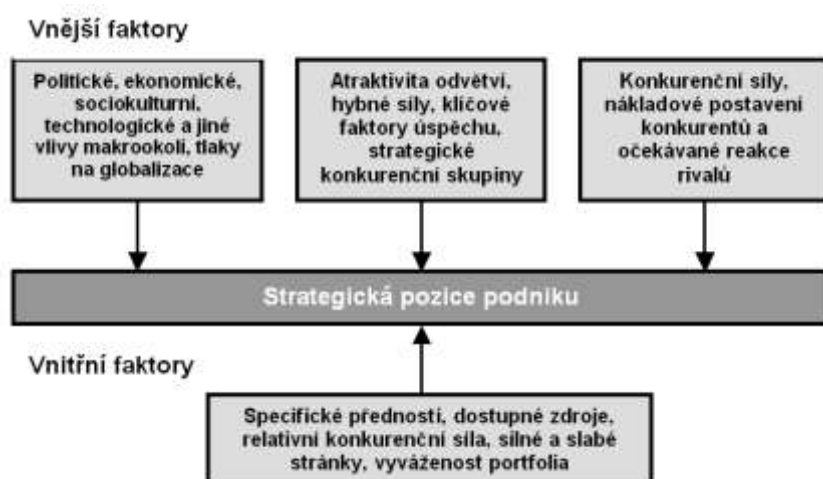 Vnější faktory
Politické, ekonomické,
sociokulturní,
technologické a jiné
vlivy makrookolí, tlaky
na globalizace
Atraktivita odvětví,
hybné síly, klíčové
faktory úspěchu,
strategické
konkurenční skupiny
Konkurenční síly,
nákladové postavení
konkurentů a
očekávané reakce
rivalů
Strategická pozice podniku
Vnitřní faktory
Specifické předností, dostupné zdroje,
relativní konkurenční síla, silné a slabé
stránky, vyváženost portfolia